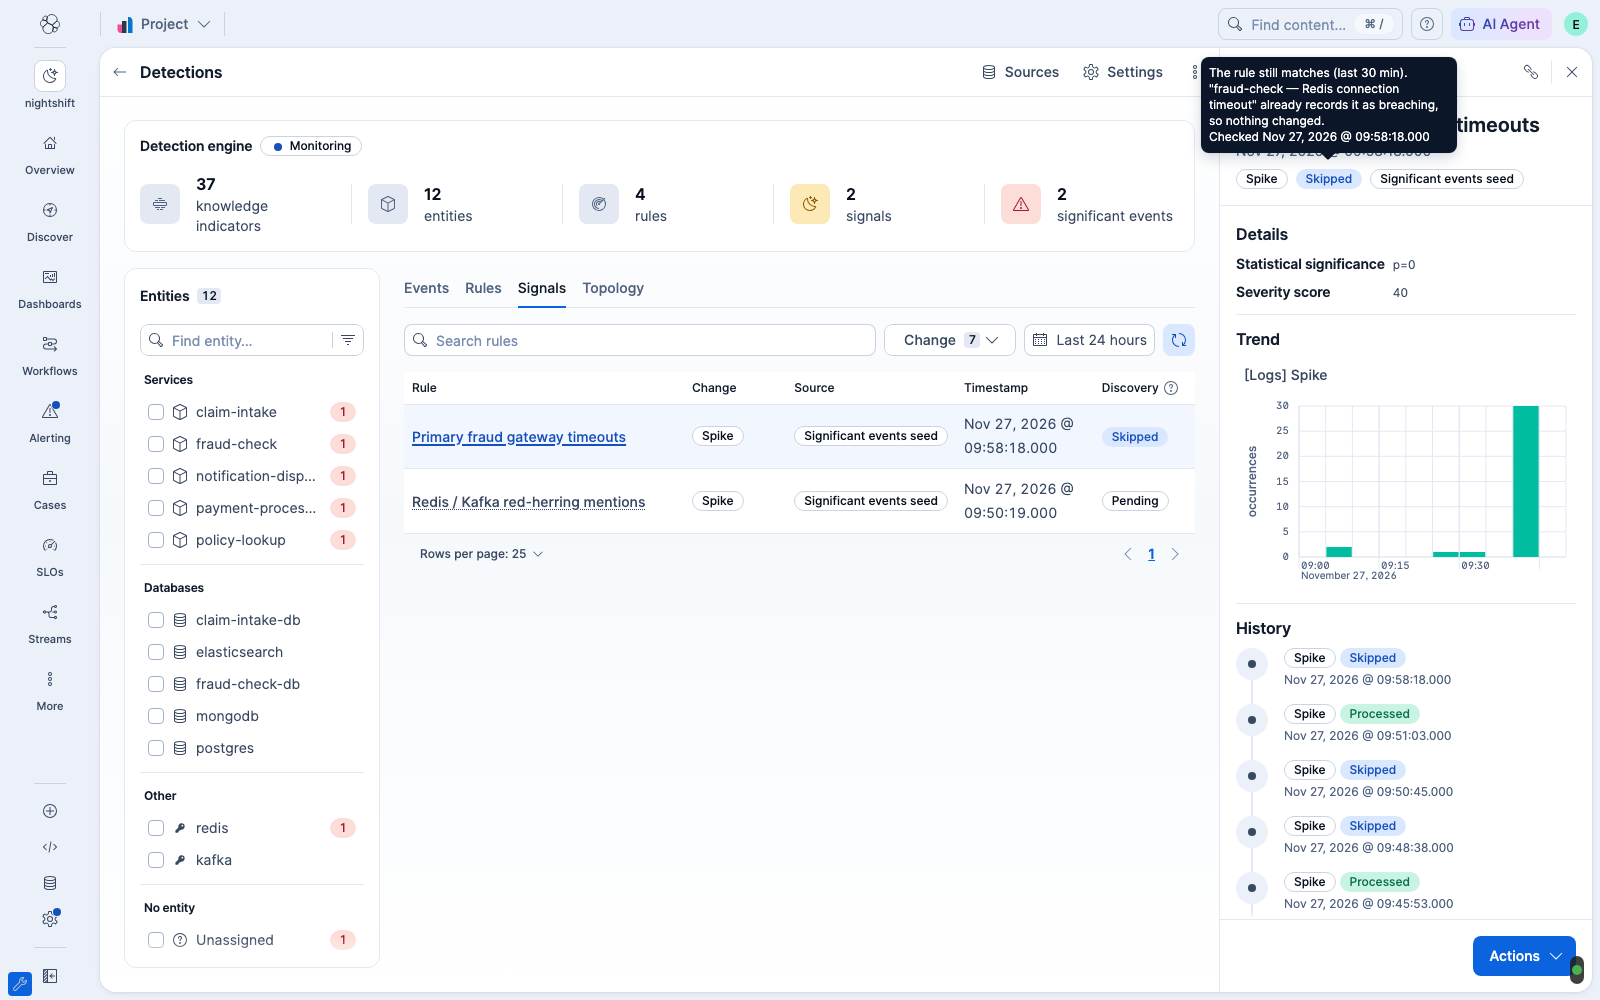 Project
Find content...
⌘ /
AI Agent
E
nightshift
Overview
Discover
Dashboards
Workflows
Alerting
Cases
SLOs
Streams
More
Detections
Sources
Settings
Detection engine
Monitoring
37
knowledge
indicators
12
entities
4
rules
2
signals
2
significant events
Entities 12
Find entity...
Services
claim-intake 1
fraud-check 1
notification-disp... 1
payment-proces... 1
policy-lookup 1
Databases
claim-intake-db
elasticsearch
fraud-check-db
mongodb
postgres
Other
redis 1
kafka
No entity
Unassigned 1
Events Rules Signals Topology
Search rules
Change 7
Last 24 hours
Rule Change Source Timestamp Discovery
Primary fraud gateway timeouts Spike Significant events seed Nov 27, 2026 @
09:58:18.000 Skipped
Redis / Kafka red-herring mentions Spike Significant events seed Nov 27, 2026 @
09:50:19.000 Pending
Rows per page: 25
1
The rule still matches (last 30 min).
"fraud-check — Redis connection
timeout" already records it as breaching,
so nothing changed.
Checked Nov 27, 2026 @ 09:58:18.000
timeouts
Spike Skipped Significant events seed
Details
Statistical significance p=0
Severity score 40
Trend
[Logs] Spike
occurrences
30
25
20
15
10
5
0
09:00 09:15 09:30
November 27, 2026
History
Spike Skipped
Nov 27, 2026 @ 09:58:18.000
Spike Processed
Nov 27, 2026 @ 09:51:03.000
Spike Skipped
Nov 27, 2026 @ 09:50:45.000
Spike Skipped
Nov 27, 2026 @ 09:48:38.000
Spike Processed
Nov 27, 2026 @ 09:45:53.000
Actions